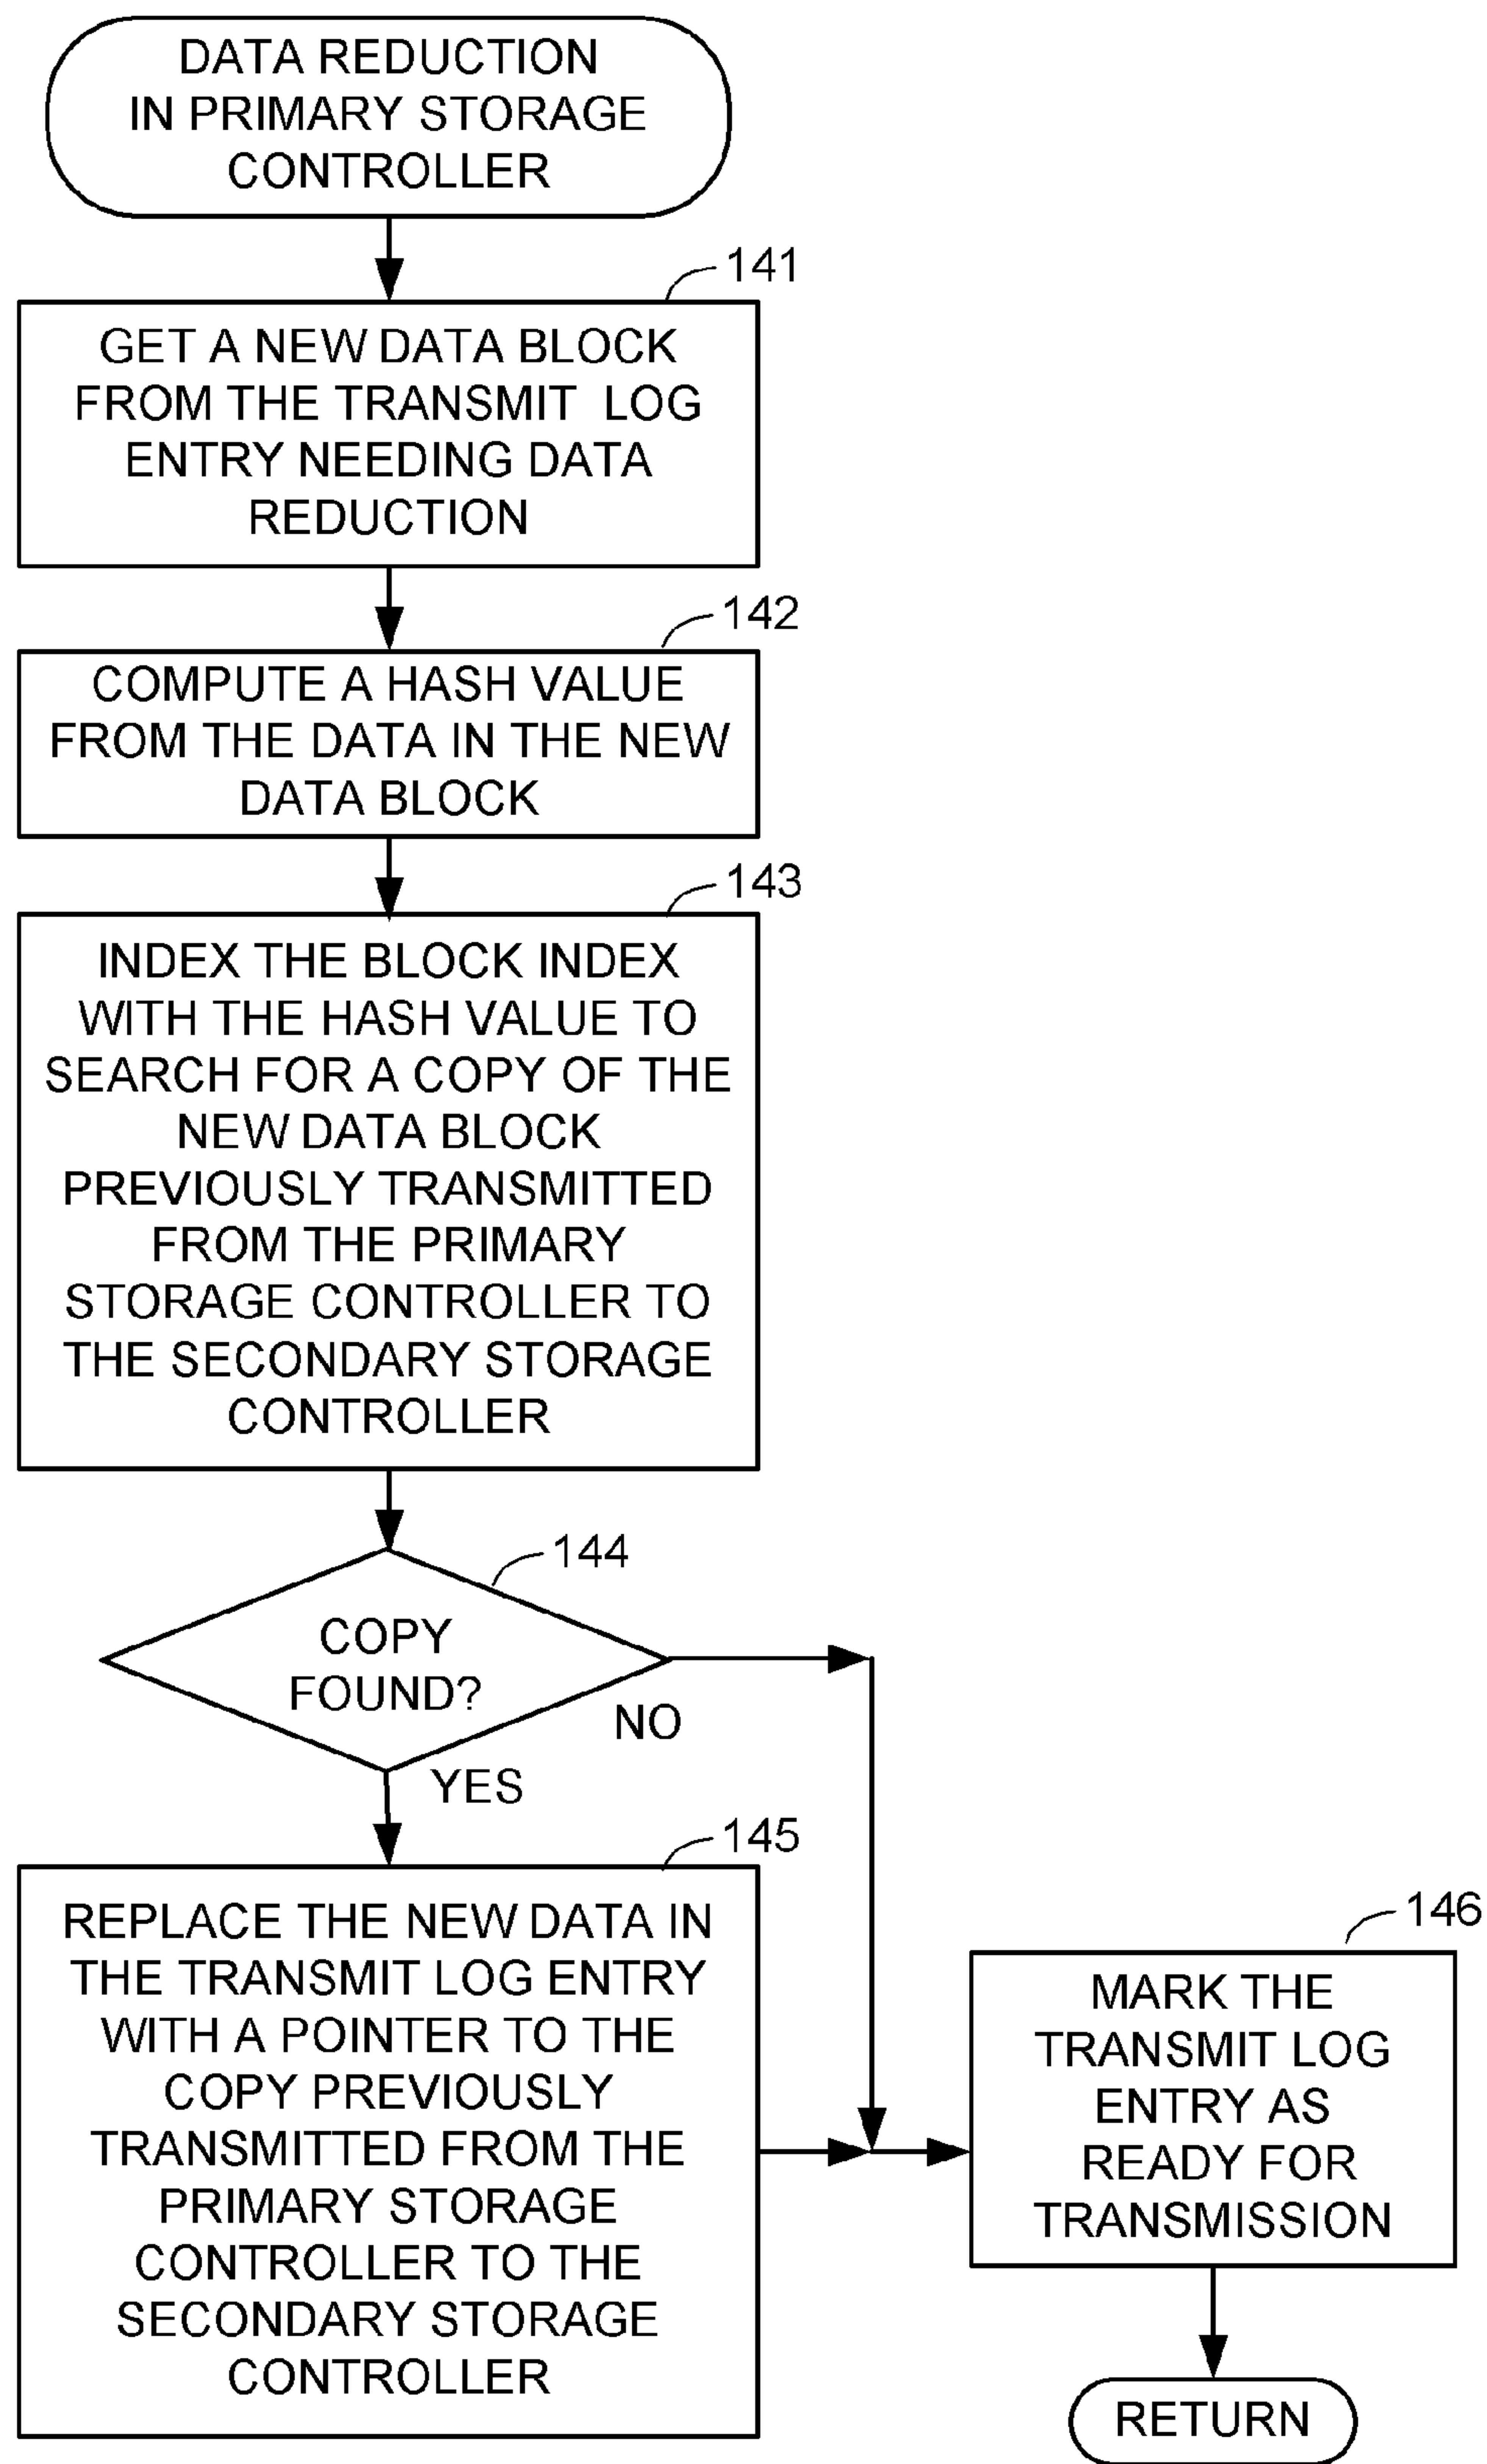 DATA REDUCTION
IN PRIMARY STORAGE
CONTROLLER
141
GET A NEW DATA BLOCK
FROM THE TRANSMIT LOG
ENTRY NEEDING DATA
REDUCTION
142
COMPUTE A HASH VALUE
FROM THE DATA IN THE NEW
DATA BLOCK
143
INDEX THE BLOCK INDEX
WITH THE HASH VALUE TO
SEARCH FOR A COPY OF THE
NEW DATA BLOCK
PREVIOUSLY TRANSMITTED
FROM THE PRIMARY
STORAGE CONTROLLER TO
THE SECONDARY STORAGE
CONTROLLER
144
COPY
FOUND?
NO
YES
145
REPLACE THE NEW DATA IN
THE TRANSMIT LOG ENTRY
WITH A POINTER TO THE
COPY PREVIOUSLY
TRANSMITTED FROM THE
PRIMARY STORAGE
CONTROLLER TO THE
SECONDARY STORAGE
CONTROLLER
146
MARK THE
TRANSMIT LOG
ENTRY AS
READY FOR
TRANSMISSION
RETURN